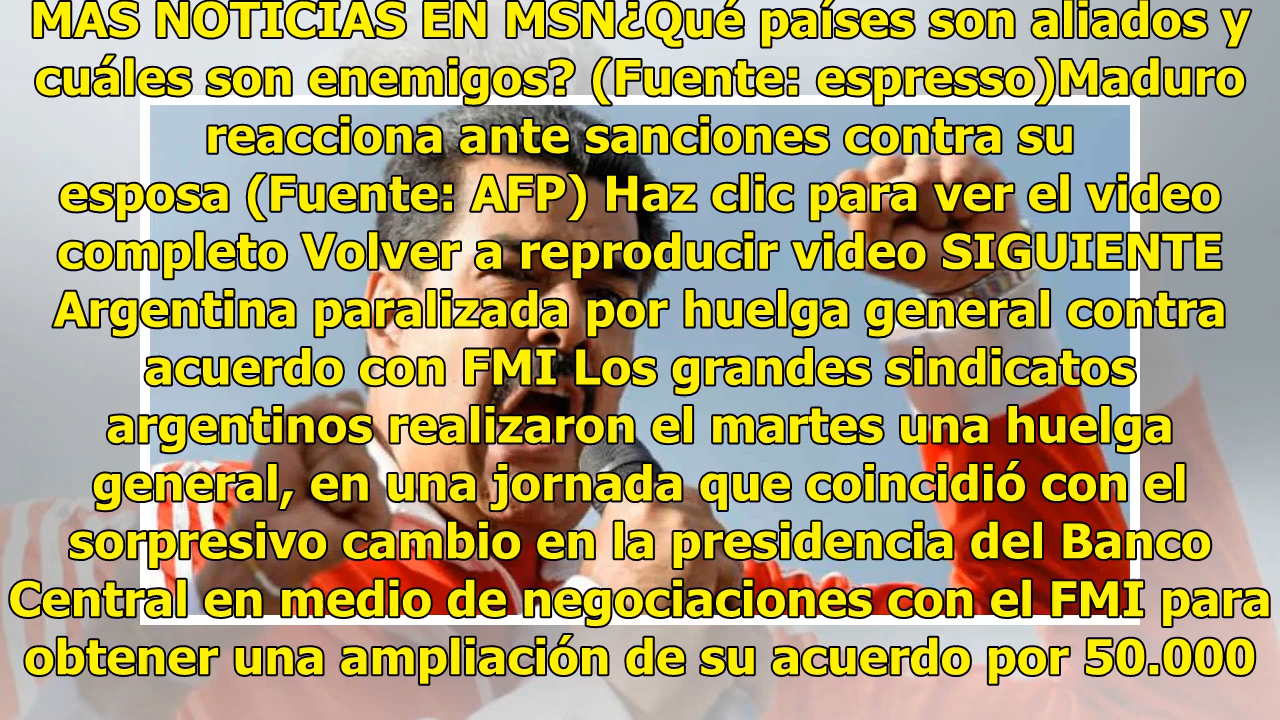 MÁS NOTICIAS EN MSN¿Qué países son aliados y
cuáles son enemigos? (Fuente: espresso)Maduro
reacciona ante sanciones contra su
esposa (Fuente: AFP) Haz clic para ver el video
completo Volver a reproducir video SIGUIENTE
Argentina paralizada por huelga general contra
acuerdo con FMI Los grandes sindicatos
argentinos realizaron el martes una huelga
general, en una jornada que coincidió con el
sorpresivo cambio en la presidencia del Banco
Central en medio de negociaciones con el FMI para
obtener una ampliación de su acuerdo por 50.000